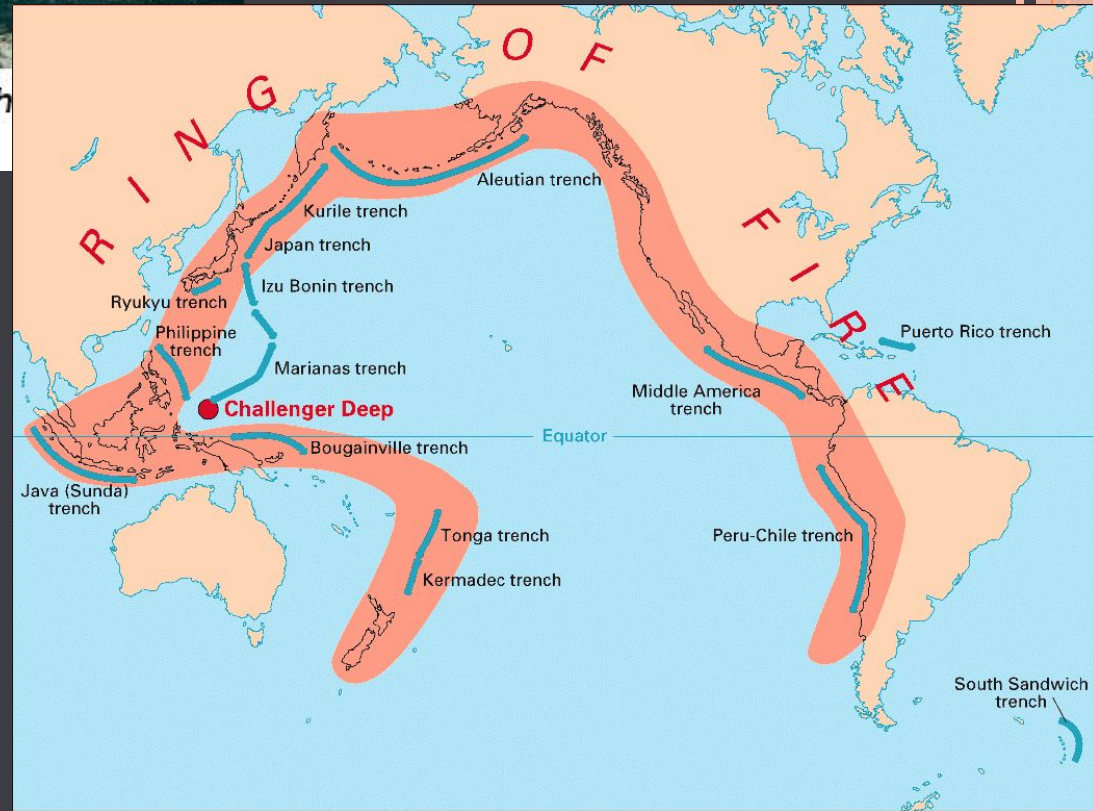 RING OF FIRE
Aleutian trench
Kurile trench
Japan trench
Izu Bonin trench
Ryukyu trench
Philippine
trench
Marianas trench
Challenger Deep
Puerto Rico trench
Middle America
trench
Equator
Bougainville trench
Java (Sunda)
trench
Tonga trench
Kermadec trench
Peru-Chile trench
South Sandwich
trench